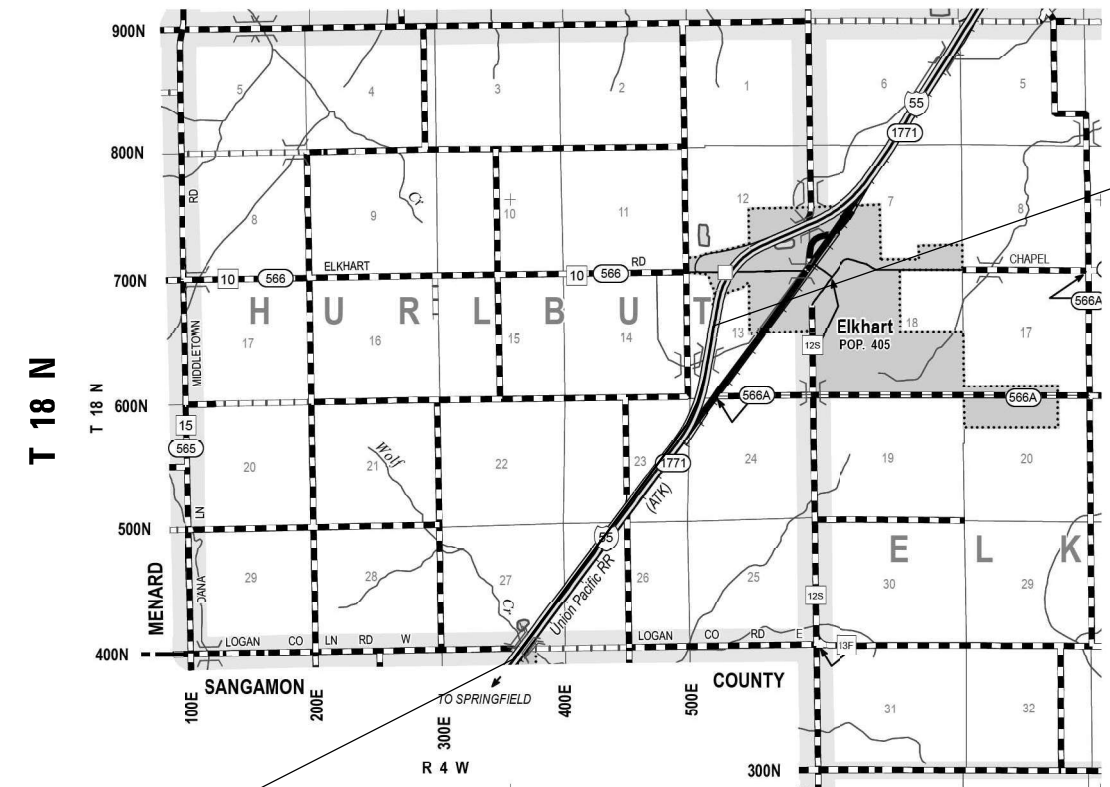 900N
5
4
3
2
1
6
5
55
1771
800N
RD
Cr
8
9
10
11
12
7
8
700N
10
566
ELKHART
10
566
RD
CHAPEL
566A
HURLBUT
T 18 N
T 18 N
MIDDLETOWN
17
16
15
14
13
18
17
Elkhart
POP. 405
12S
600N
566A
566A
15
565
Wolf
20
21
22
23
1771
24
19
20
(ATK)
LN
500N
55
ELK
DANA
29
28
27
26
25
30
29
Union Pacific RR
Cr
12S
MENARD
400N
LOGAN CO LN RD W
LOGAN CO RD E
13F
100E
SANGAMON
200E
300E
TO SPRINGFIELD
400E
500E
COUNTY
31
32
R 4 W
300N